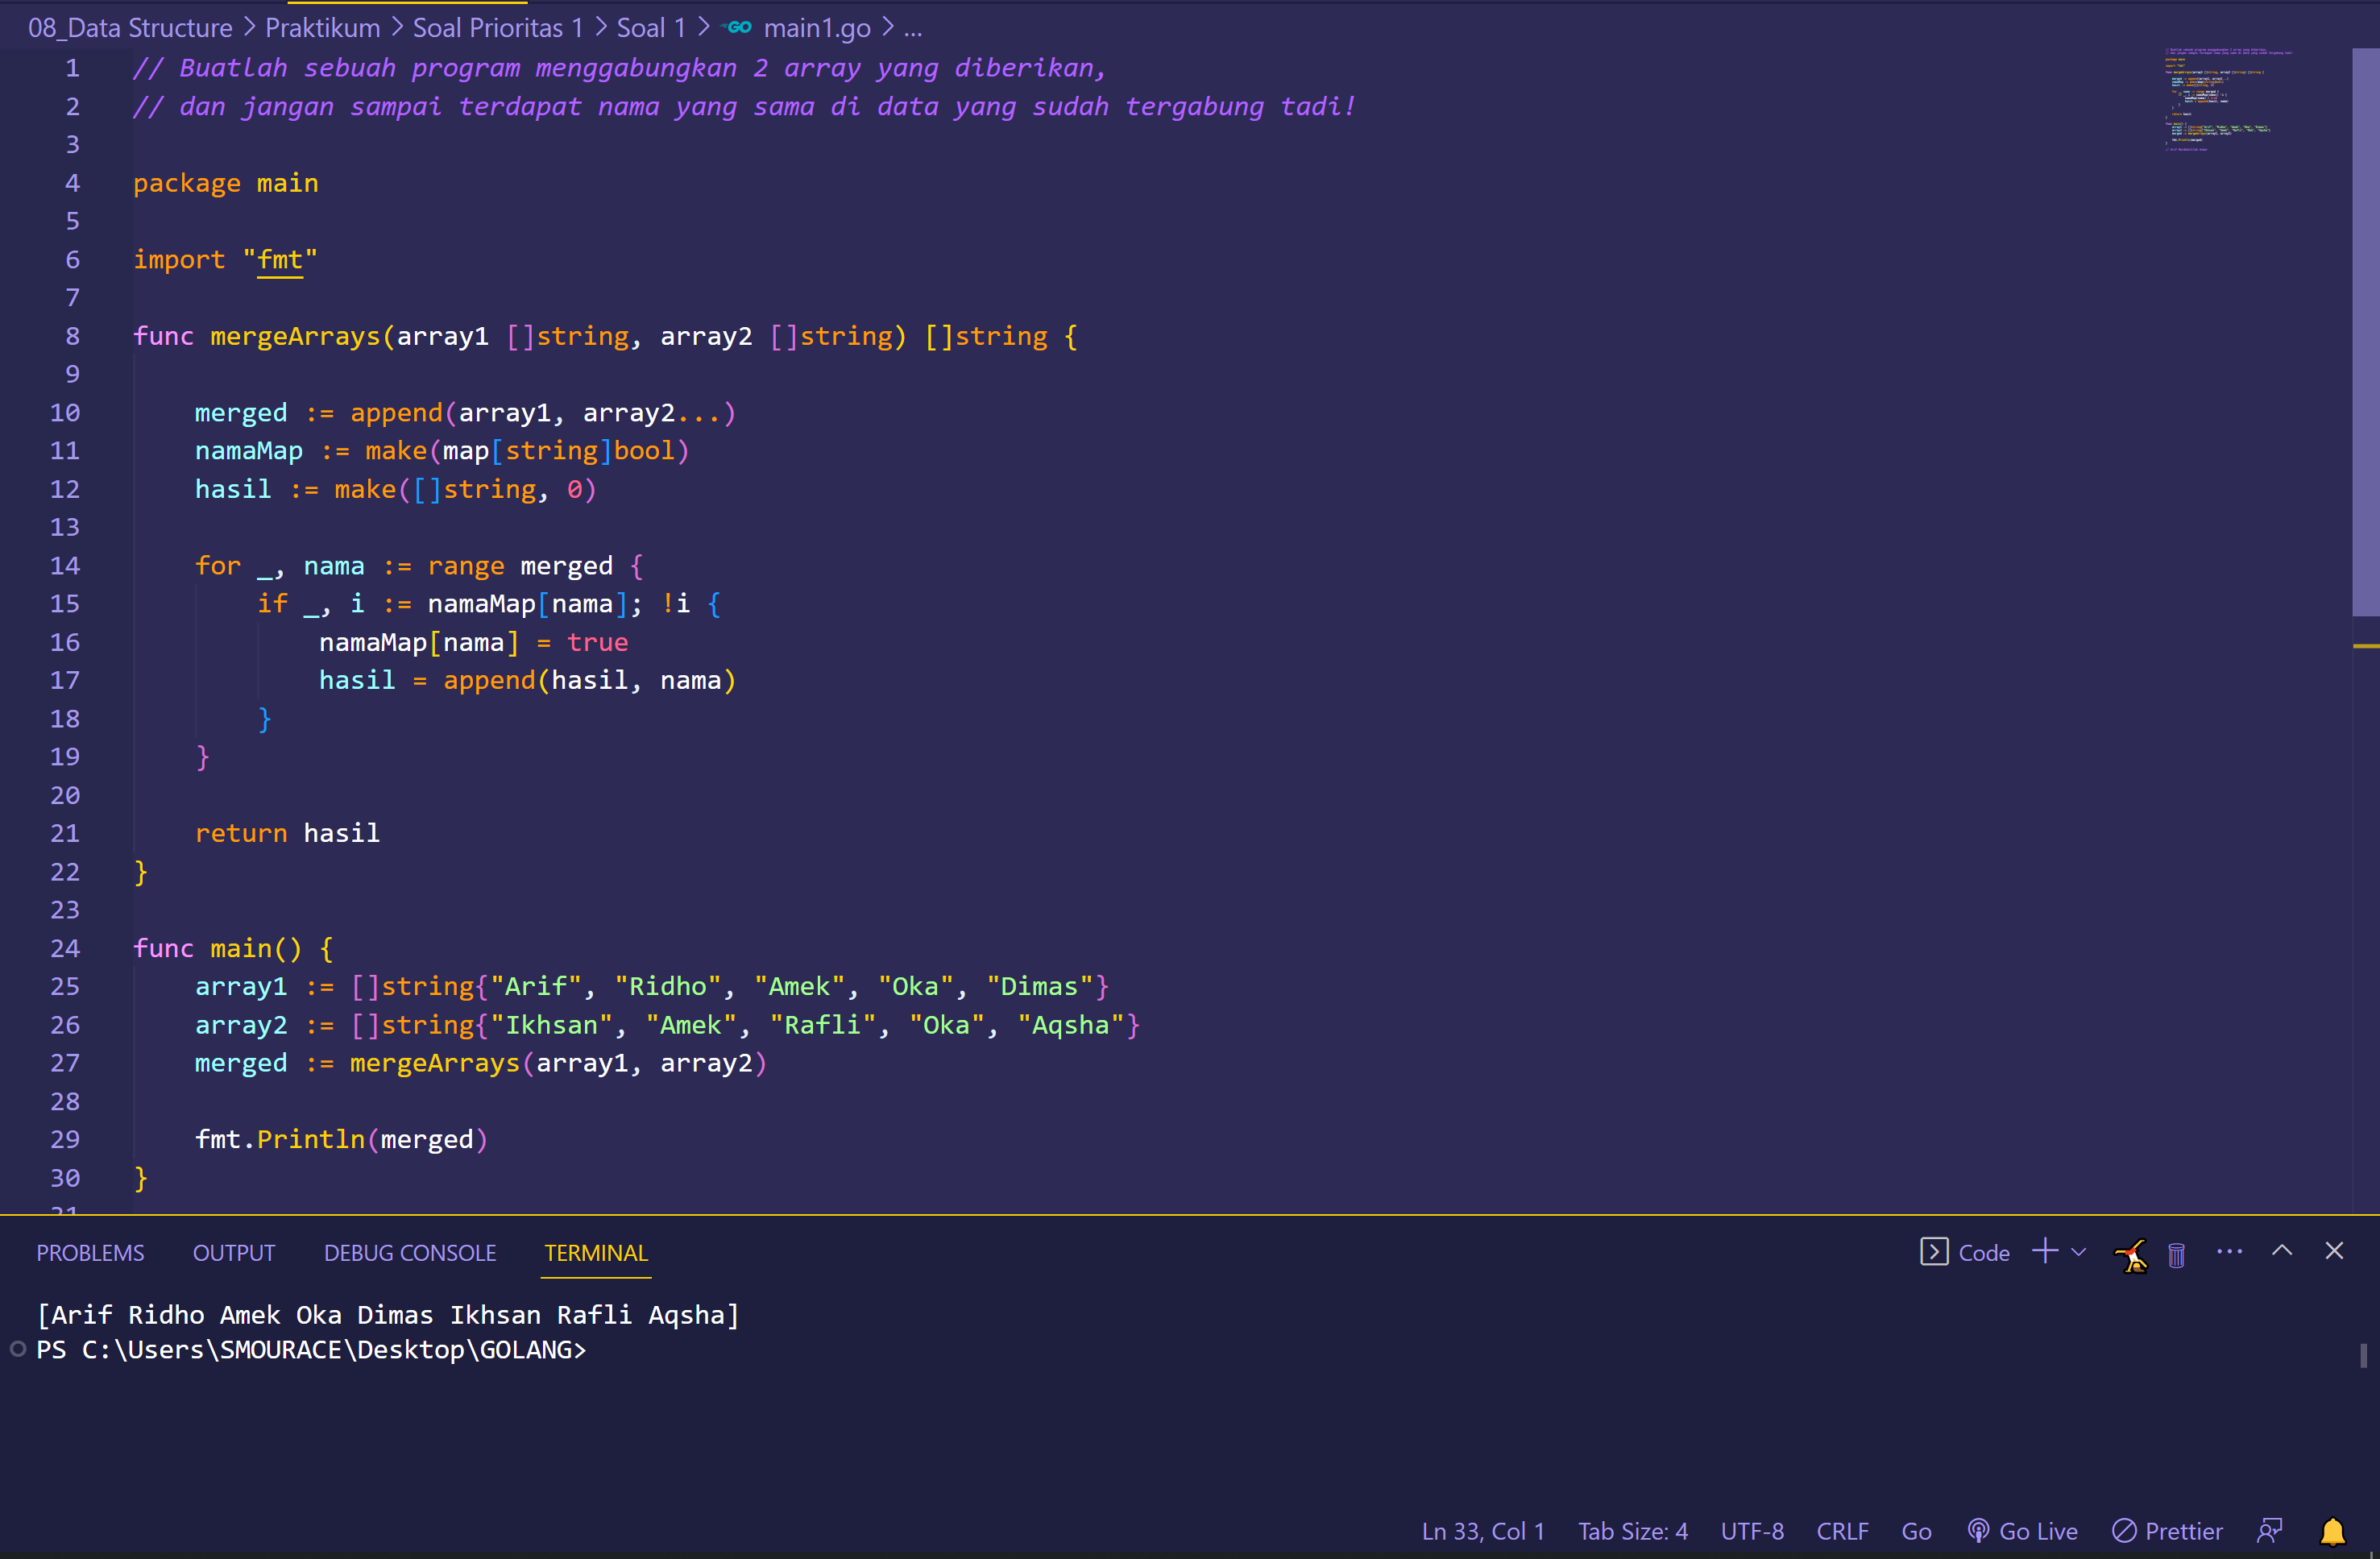 08_Data Structure > Praktikum > Soal Prioritas 1 > Soal 1 > GO main1.go > ...
1 // Buatlah sebuah program menggabungkan 2 array yang diberikan,
2 // dan jangan sampai terdapat nama yang sama di data yang sudah tergabung tadi!
3
4 package main
5
6 import "fmt"
7
8 func mergeArrays(array1 []string, array2 []string) []string {
9
10     merged := append(array1, array2...)
11     namaMap := make(map[string]bool)
12     hasil := make([]string, 0)
13
14     for _, nama := range merged {
15         if _, i := namaMap[nama]; !i {
16             namaMap[nama] = true
17             hasil = append(hasil, nama)
18         }
19     }
20
21     return hasil
22 }
23
24 func main() {
25     array1 := []string{"Arif", "Ridho", "Amek", "Oka", "Dimas"}
26     array2 := []string{"Ikhsan", "Amek", "Rafli", "Oka", "Aqsha"}
27     merged := mergeArrays(array1, array2)
28
29     fmt.Println(merged)
30 }
31
PROBLEMS OUTPUT DEBUG CONSOLE TERMINAL Code
[Arif Ridho Amek Oka Dimas Ikhsan Rafli Aqsha]
PS C:\Users\SMOURACE\Desktop\GOLANG>
Ln 33, Col 1 Tab Size: 4 UTF-8 CRLF Go Go Live Prettier